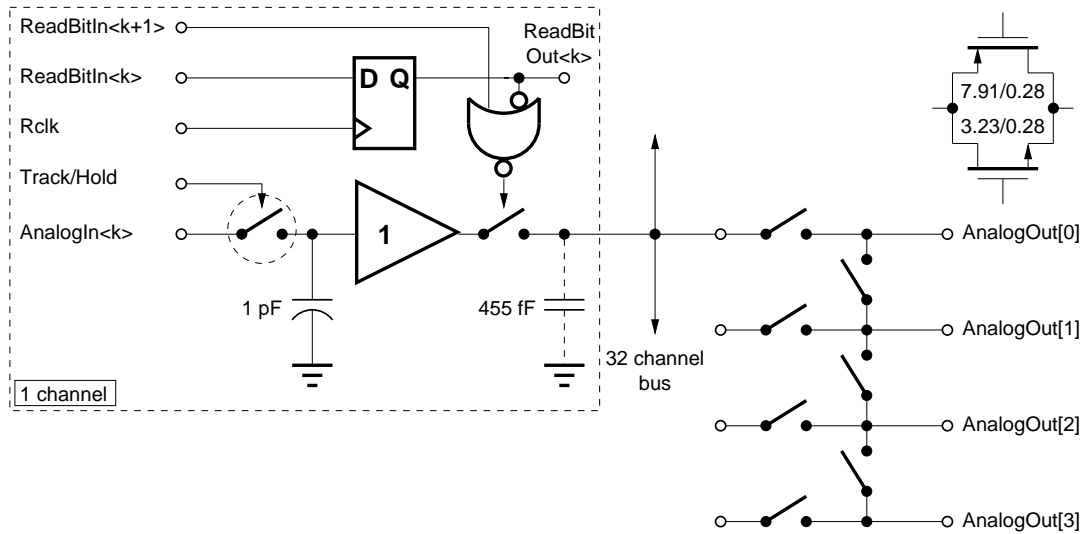 ReadBitIn<k+1>
ReadBit
Out<k>
ReadBitIn<k>
D Q
Rclk
Track/Hold
AnalogIn<k>
1
1 pF
455 fF
32 channel
bus
1 channel
7.91/0.28
3.23/0.28
AnalogOut[0]
AnalogOut[1]
AnalogOut[2]
AnalogOut[3]